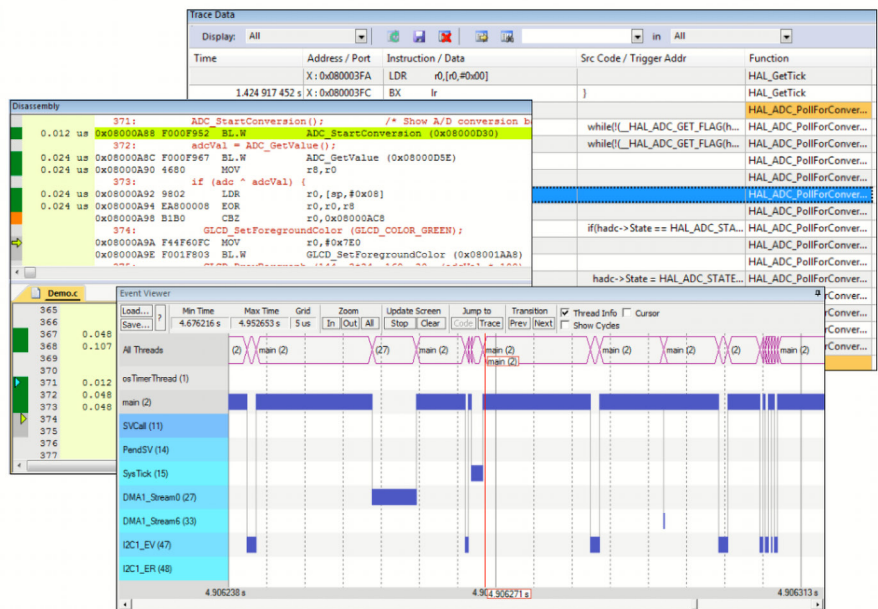 Trace Data
Display: All in All
Time Address / Port Instruction / Data Src Code / Trigger Addr Function
X : 0x080003FA LDR r0,[r0,#0x00] HAL_GetTick
1.424 917 452 s X : 0x080003FC BX lr } HAL_GetTick
HAL_ADC_PollForConver...
while(!(__HAL_ADC_GET_FLAG(h... HAL_ADC_PollForConver...
while(!(__HAL_ADC_GET_FLAG(h... HAL_ADC_PollForConver...
HAL_ADC_PollForConver...
HAL_ADC_PollForConver...
HAL_ADC_PollForConver...
HAL_ADC_PollForConver...
if(hadc->State == HAL_ADC_STA... HAL_ADC_PollForConver...
HAL_ADC_PollForConver...
HAL_ADC_PollForConver...
hadc->State = HAL_ADC_STATE... HAL_ADC_PollForConver...
Conver...
rConver...
rConver...
rConver...
Disassembly
371: ADC_StartConversion(); /* Show A/D conversion
0.012 us 0x08000A88 F000F952 BL.W ADC_StartConversion (0x08000D30)
372: adcVal = ADC_GetValue();
0.024 us 0x08000A8C F000F967 BL.W ADC_GetValue (0x08000D5E)
0.024 us 0x08000A90 4680 MOV r8,r0
373: if (adc ^ adcVal) {
0.024 us 0x08000A92 9802 LDR r0,[sp,#0x08]
0.024 us 0x08000A94 EA800008 EOR r0,r0,r8
0x08000A98 B1B0 CBZ r0,0x08000AC8
374: GLCD_SetForegroundColor (GLCD_COLOR_GREEN);
0x08000A9A F44F60FC MOV r0,#0x7E0
0x08000A9E F001F803 BL.W GLCD_SetForegroundColor (0x08001AA8)
Demo.c
365
366
367 0.048
368 0.107
369
370
371 0.012
372 0.048
373 0.048
374
375
376
377
Event Viewer
Load... ? Min Time Max Time Grid Zoom Update Screen Jump to Transition Thread Info Cursor
Save... 4.676216 s 4.952653 s 5 us In Out All Stop Clear Code Trace Prev Next Show Cycles
All Threads (2) main (2) (27) main (2) main (2) main (2) main (2) (2) main (2)
main (2)
osTimerThread (1)
main (2)
SVCall (11)
PendSV (14)
SysTick (15)
DMA1_Stream0 (27)
DMA1_Stream6 (33)
I2C1_EV (47)
I2C1_ER (48)
4.906238 s 4.90 4.906271 s 4.906313 s